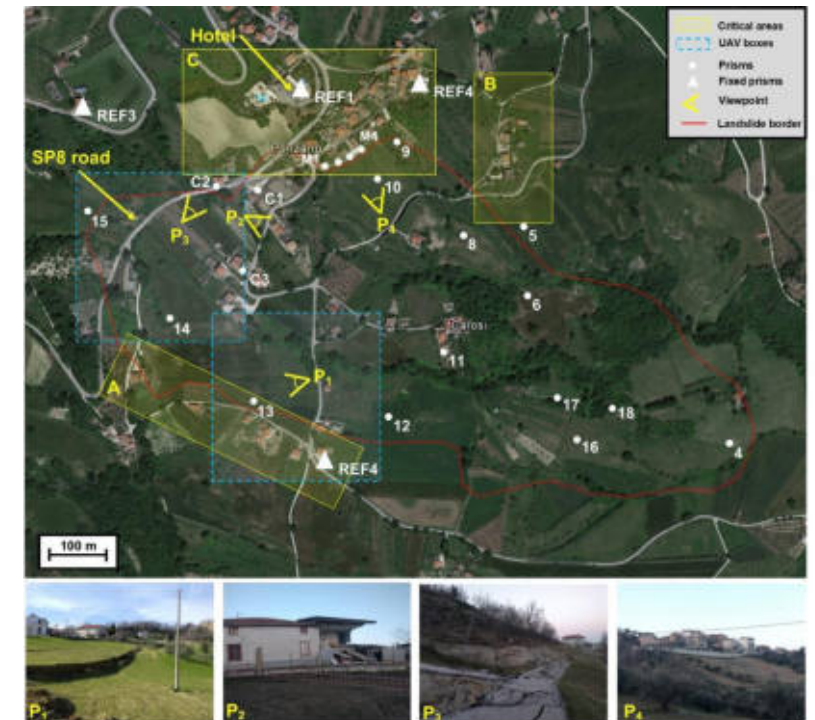 Hotel
C
REF1
REF4
REF3
B
Critical areas
UAV boxes
Prisms
Fixed prisms
Viewpoint
Landslide border
SP8 road
M4
M1
9
C2
C1
10
15
P3
P2
P4
8
5
C3
6
14
Carosi
11
A
P1
13
17
18
12
16
4
REF4
100 m
P1
P2
P3
P4